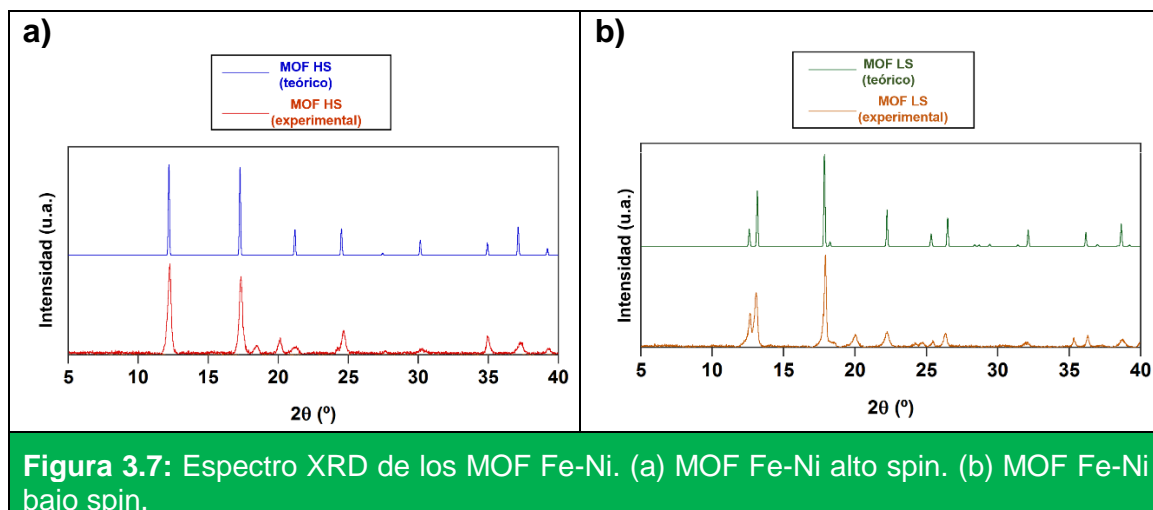 a)
MOF HS
(teórico)
MOF HS
(experimental)
Intensidad (u.a.)
5 10 15 20 25 30 35 40
2θ (º)
b)
MOF LS
(teórico)
MOF LS
(experimental)
Intensidad (u.a.)
5 10 15 20 25 30 35 40
2θ (º)
Figura 3.7: Espectro XRD de los MOF Fe-Ni. (a) MOF Fe-Ni alto spin. (b) MOF Fe-Ni
bajo spin.